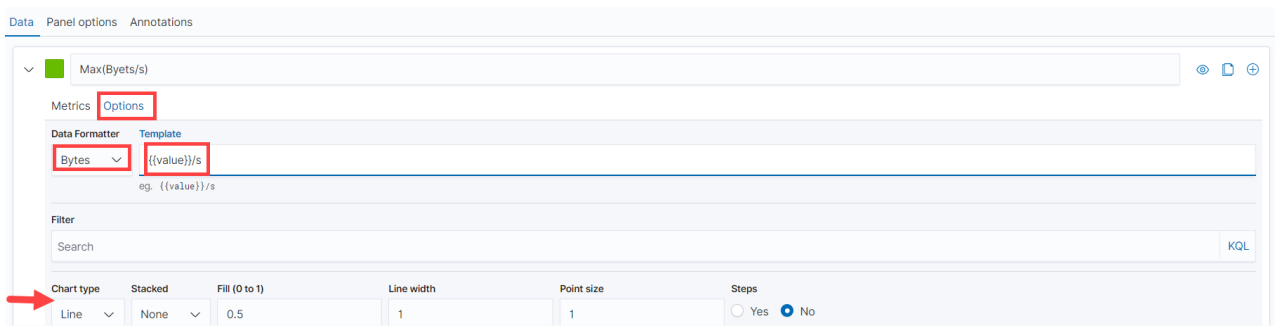 Data Panel options Annotations
Max(Byets/s)
Metrics Options
Data Formatter Template
Bytes {{value}}/s
eg. {{value}}/s
Filter
Search KQL
Chart type Stacked Fill (0 to 1) Line width Point size Steps
Line None 0.5 1 1 Yes No